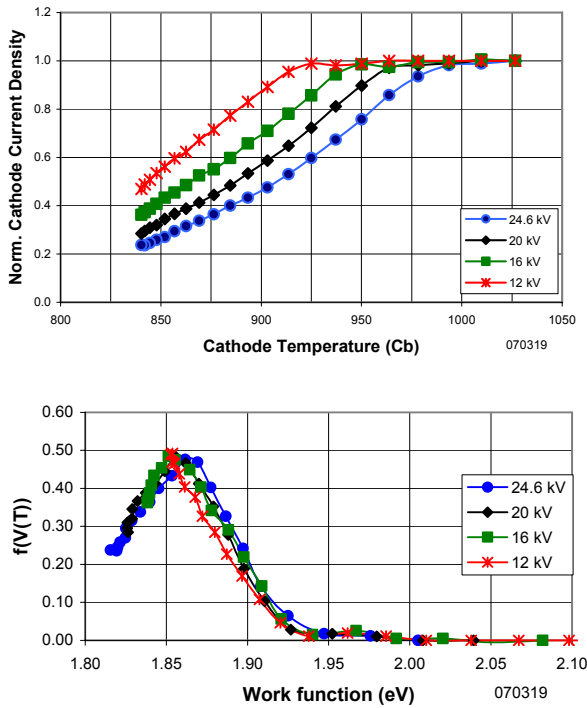 1.2
1.0
0.8
0.6
0.4
0.2
0.0
Norm. Cathode Current Density
24.6 kV
20 kV
16 kV
12 kV
800 850 900 950 1000 1050
Cathode Temperature (Cb)
070319
0.60
0.50
0.40
0.30
0.20
0.10
0.00
f(V(T))
24.6 kV
20 kV
16 kV
12 kV
1.80 1.85 1.90 1.95 2.00 2.05 2.10
Work function (eV)
070319